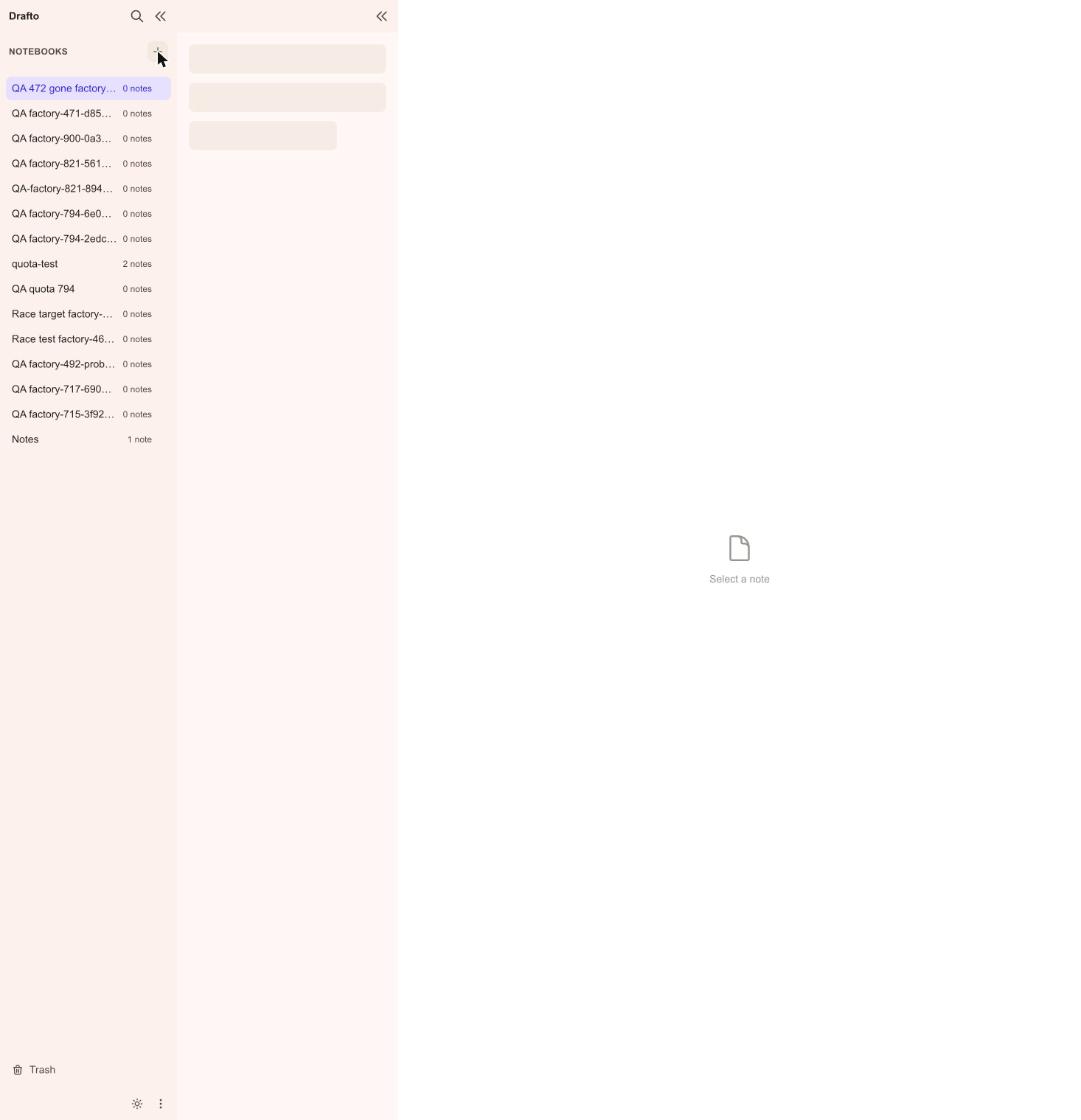 Drafto
NOTEBOOKS
QA 472 gone factory… 0 notes
QA factory-471-d85… 0 notes
QA factory-900-0a3… 0 notes
QA factory-821-561… 0 notes
QA-factory-821-894… 0 notes
QA factory-794-6e0… 0 notes
QA factory-794-2edc… 0 notes
quota-test 2 notes
QA quota 794 0 notes
Race target factory-… 0 notes
Race test factory-46… 0 notes
QA factory-492-prob… 0 notes
QA factory-717-690… 0 notes
QA factory-715-3f92… 0 notes
Notes 1 note
Select a note
Trash